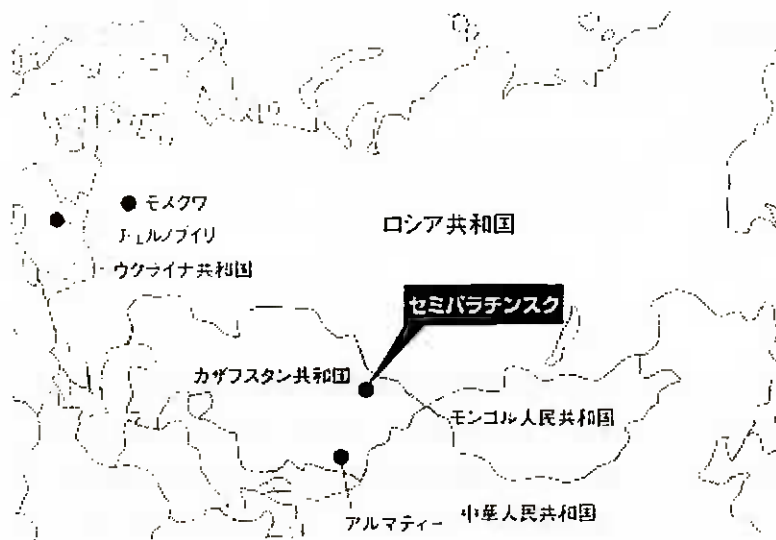 モスクワ
チェルノブイリ
ウクライナ共和国
ロシア共和国
セミパラチンスク
カザフスタン共和国
モンゴル人民共和国
アルマティー
中華人民共和国